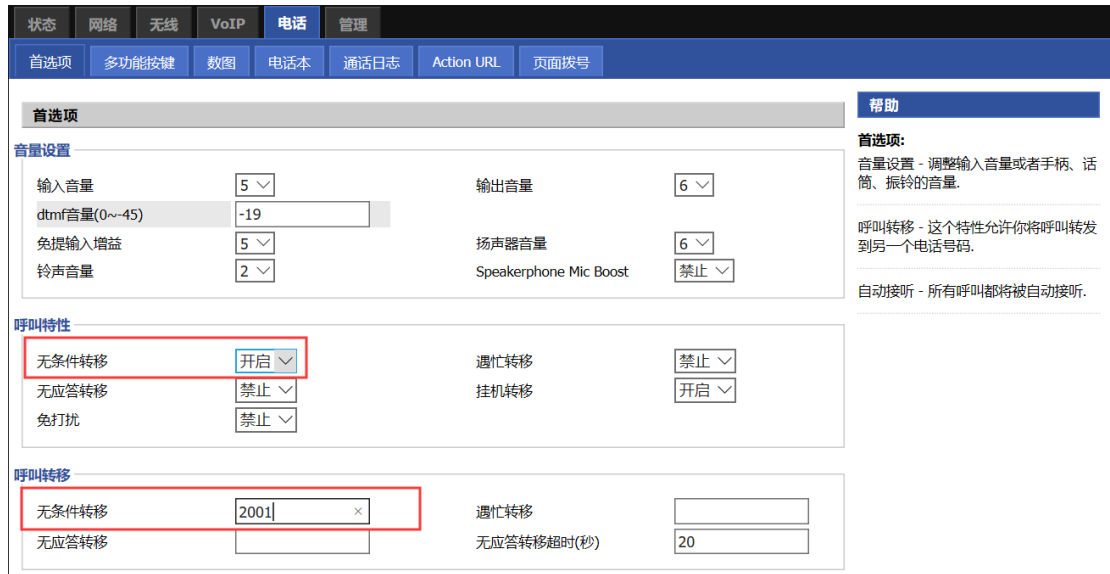 状态 网络 无线 VoIP 电话 管理
首选项 多功能按键 数图 电话本 通话日志 Action URL 页面拨号
首选项
音量设置
输入音量 5 输出音量 6
dtmf音量(0~-45) -19
免提输入增益 5 扬声器音量 6
铃声音量 2 Speakerphone Mic Boost 禁止
呼叫特性
无条件转移 开启 遇忙转移 禁止
无应答转移 禁止 挂机转移 开启
免打扰 禁止
呼叫转移
无条件转移 2001 × 遇忙转移
无应答转移 无应答转移超时(秒) 20
帮助
首选项:
音量设置 - 调整输入音量或者手柄、话
筒、振铃的音量.
呼叫转移 - 这个特性允许你将呼叫转发
到另一个电话号码.
自动接听 - 所有呼叫都将被自动接听.